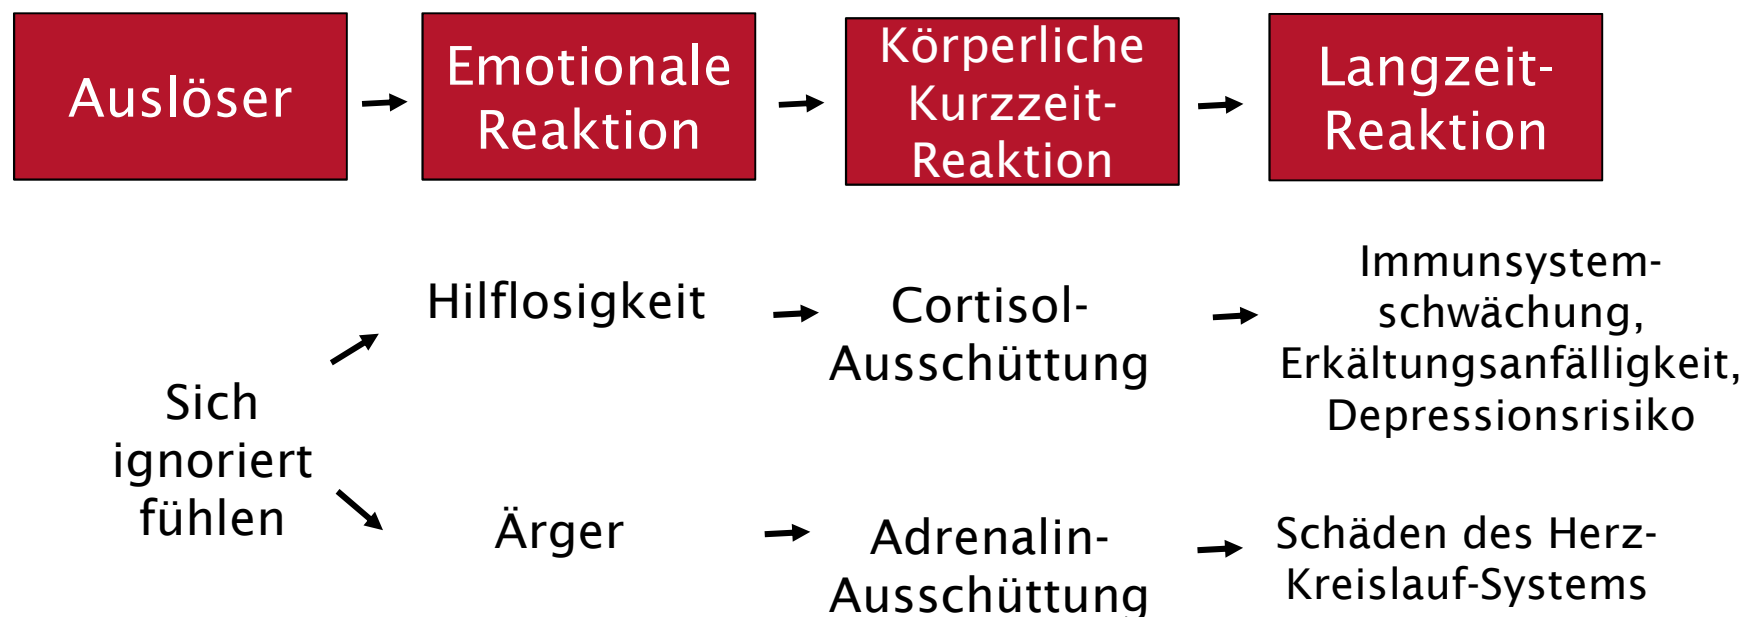 Auslöser
Emotionale
Reaktion
Körperliche
Kurzzeit-
Reaktion
Langzeit-
Reaktion
Sich
ignoriert
fühlen
Hilflosigkeit
Cortisol-
Ausschüttung
Immunsystem-
schwächung,
Erkältungsanfälligkeit,
Depressionsrisiko
Ärger
Adrenalin-
Ausschüttung
Schäden des Herz-
Kreislauf-Systems